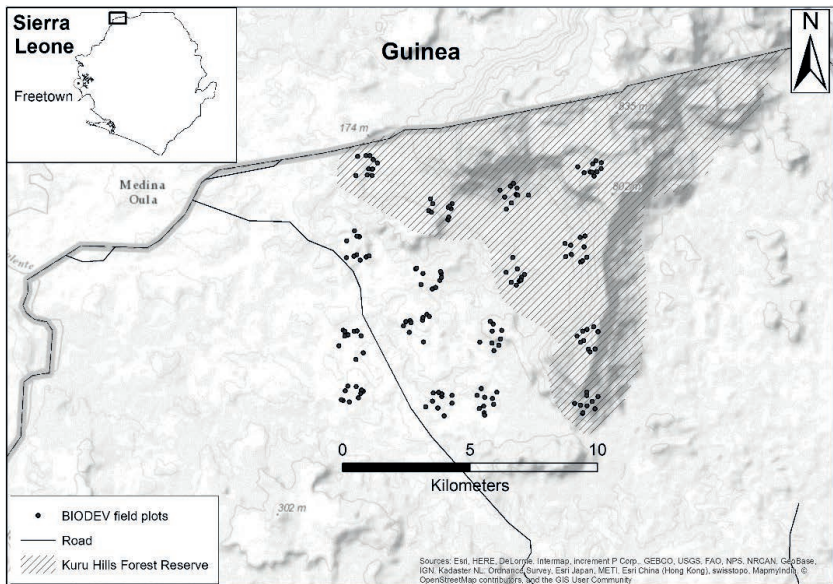 Sierra
Leone
Freetown
Guinea
N
835 m
174 m
802 m
Medina
Oula
0 5 10
Kilometers
302 m
BIODEV field plots
Road
Kuru Hills Forest Reserve
Sources: Esri, HERE, DeLorme, Intermap, increment P Corp., GEBCO, USGS, FAO, NPS, NRCAN, GeoBase,
IGN, Kadaster NL, Ordnance Survey, Esri Japan, METI, Esri China (Hong Kong), swisstopo, MapmyIndia, ©
OpenStreetMap contributors, and the GIS User Community